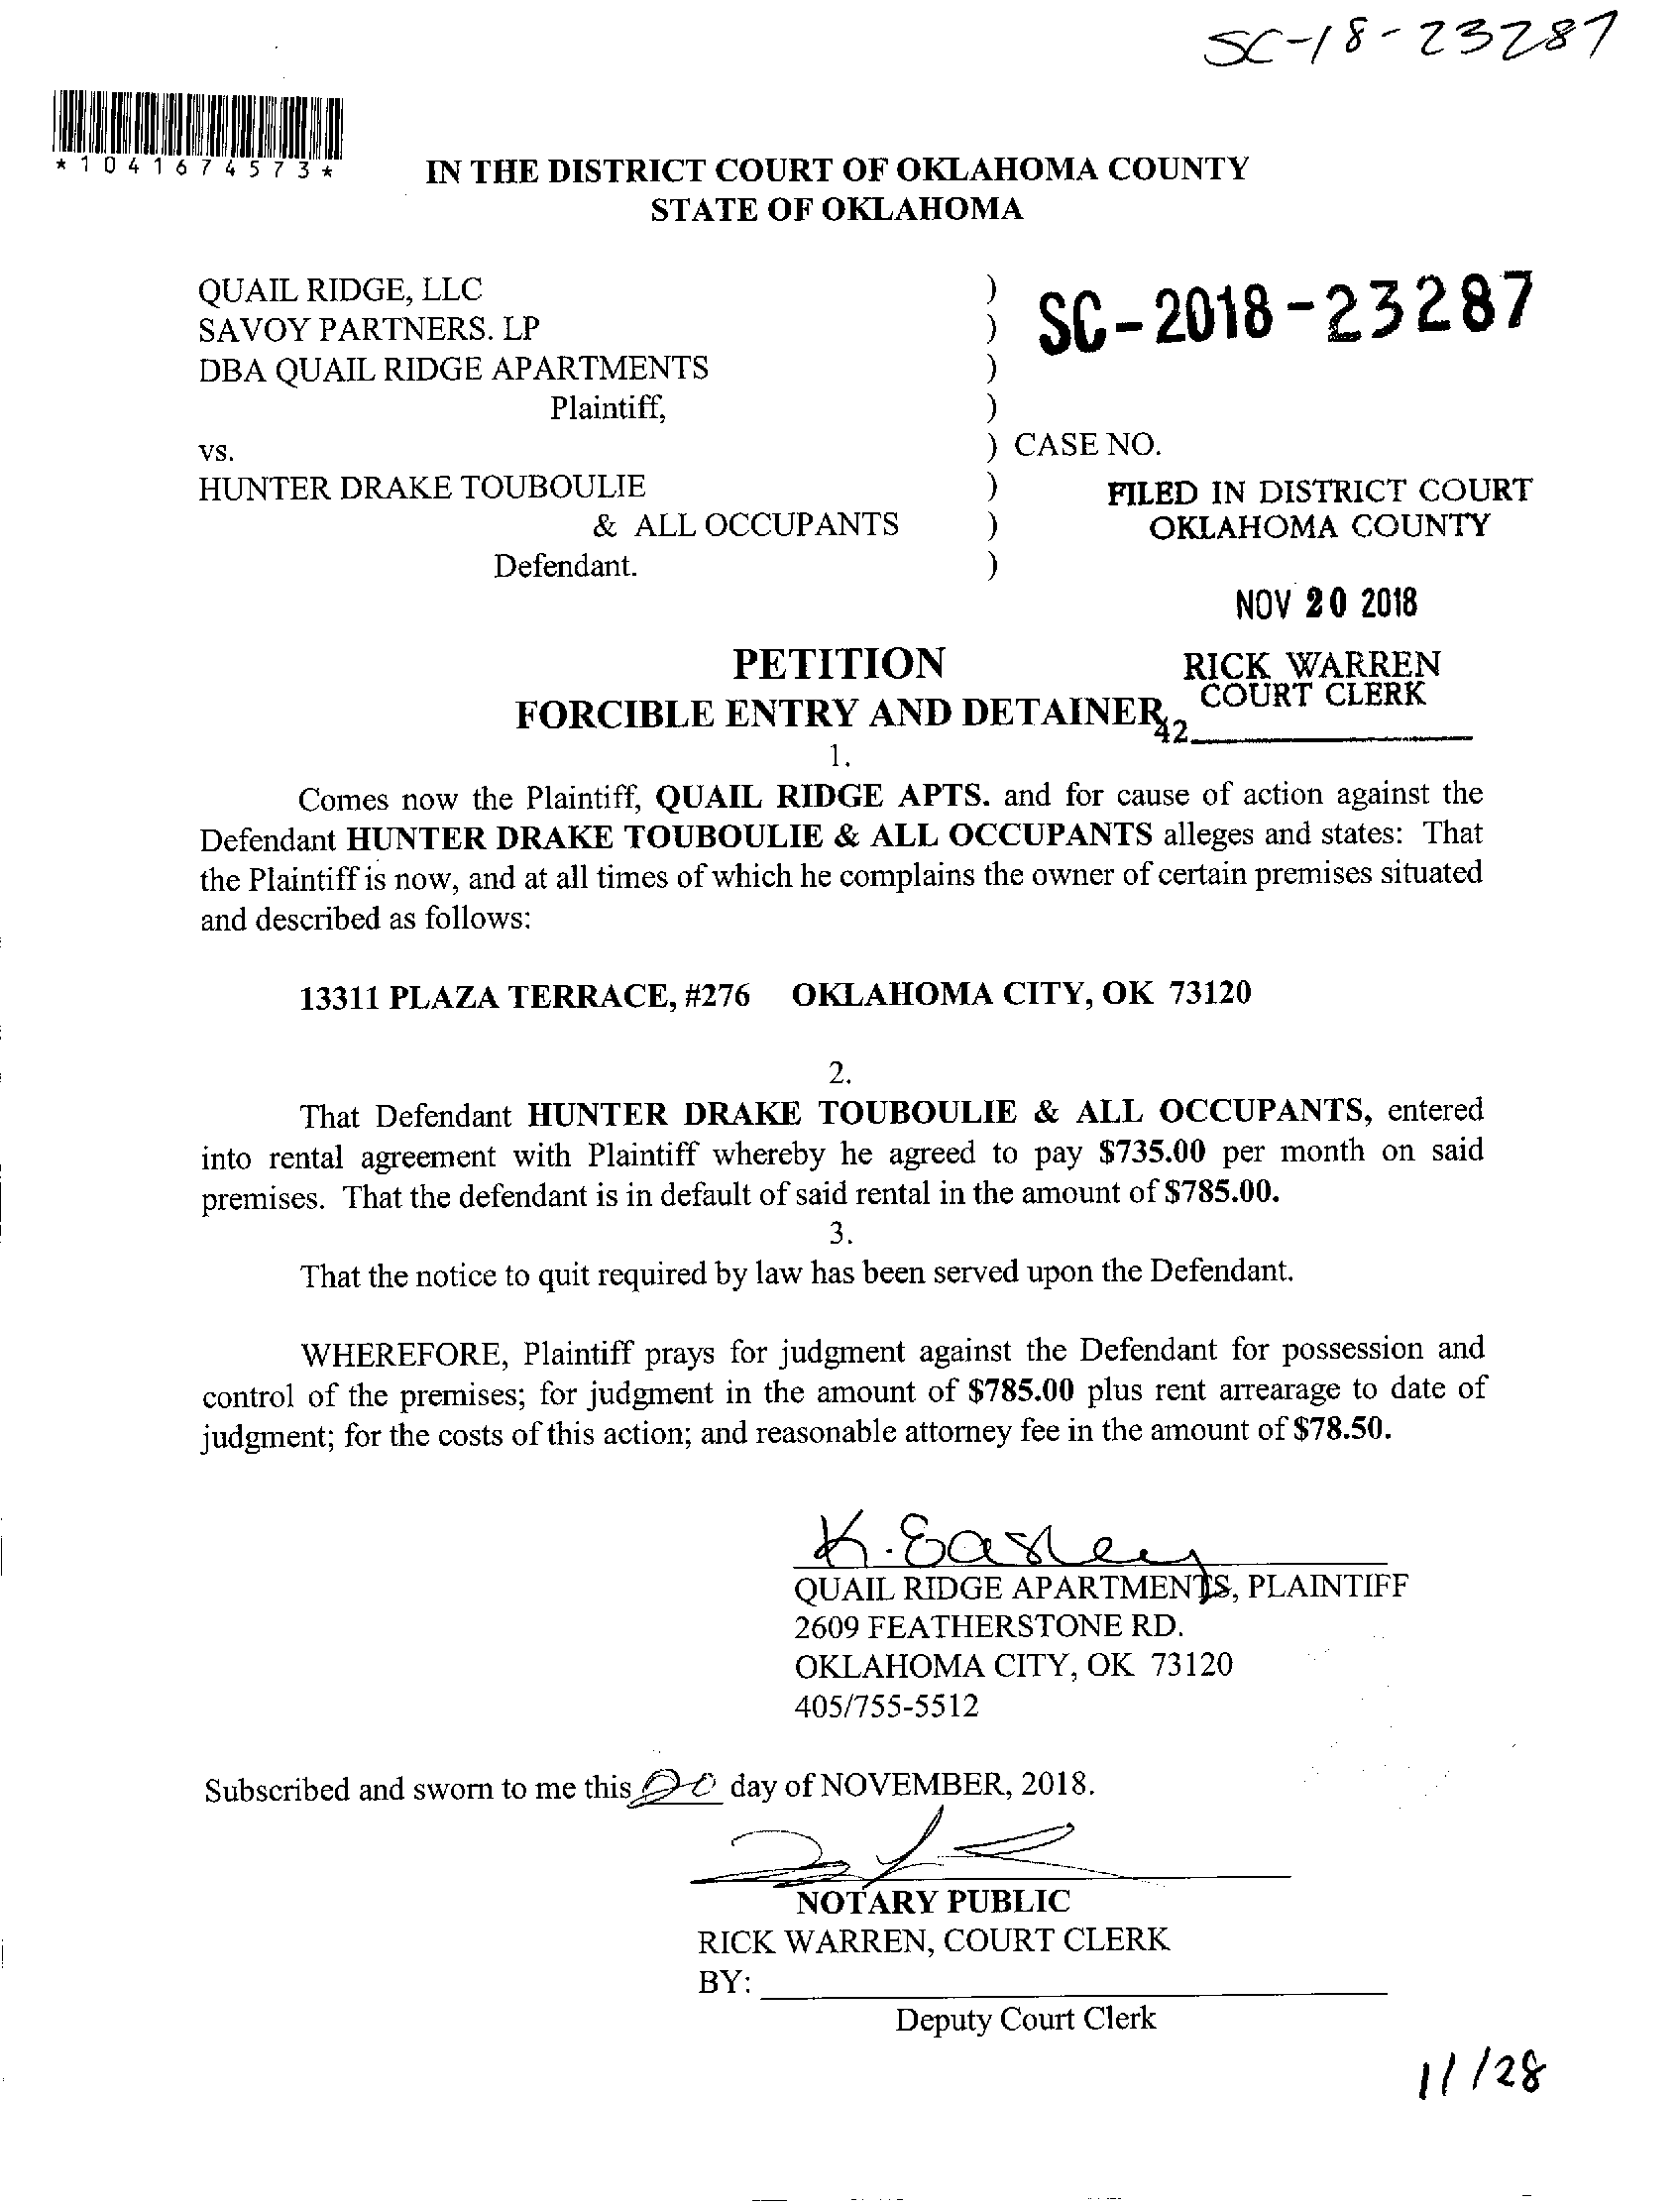 SC-18-23287
*1041674573*
IN THE DISTRICT COURT OF OKLAHOMA COUNTY
STATE OF OKLAHOMA
QUAIL RIDGE, LLC )
SAVOY PARTNERS. LP ) SC-2018-23287
DBA QUAIL RIDGE APARTMENTS )
Plaintiff, )
vs. ) CASE NO.
HUNTER DRAKE TOUBOULIE ) FILED IN DISTRICT COURT
& ALL OCCUPANTS ) OKLAHOMA COUNTY
Defendant. )
NOV 20 2018
PETITION RICK WARREN
FORCIBLE ENTRY AND DETAINER COURT CLERK
42
1.
Comes now the Plaintiff, QUAIL RIDGE APTS. and for cause of action against the
Defendant HUNTER DRAKE TOUBOULIE & ALL OCCUPANTS alleges and states: That
the Plaintiff is now, and at all times of which he complains the owner of certain premises situated
and described as follows:
13311 PLAZA TERRACE, #276 OKLAHOMA CITY, OK 73120
2.
That Defendant HUNTER DRAKE TOUBOULIE & ALL OCCUPANTS, entered
into rental agreement with Plaintiff whereby he agreed to pay $735.00 per month on said
premises. That the defendant is in default of said rental in the amount of $785.00.
3.
That the notice to quit required by law has been served upon the Defendant.
WHEREFORE, Plaintiff prays for judgment against the Defendant for possession and
control of the premises; for judgment in the amount of $785.00 plus rent arrearage to date of
judgment; for the costs of this action; and reasonable attorney fee in the amount of $78.50.
K. Easley
QUAIL RIDGE APARTMENTS, PLAINTIFF
2609 FEATHERSTONE RD.
OKLAHOMA CITY, OK 73120
405/755-5512
Subscribed and sworn to me this 20 day of NOVEMBER, 2018.
NOTARY PUBLIC
RICK WARREN, COURT CLERK
BY:
Deputy Court Clerk
11/28